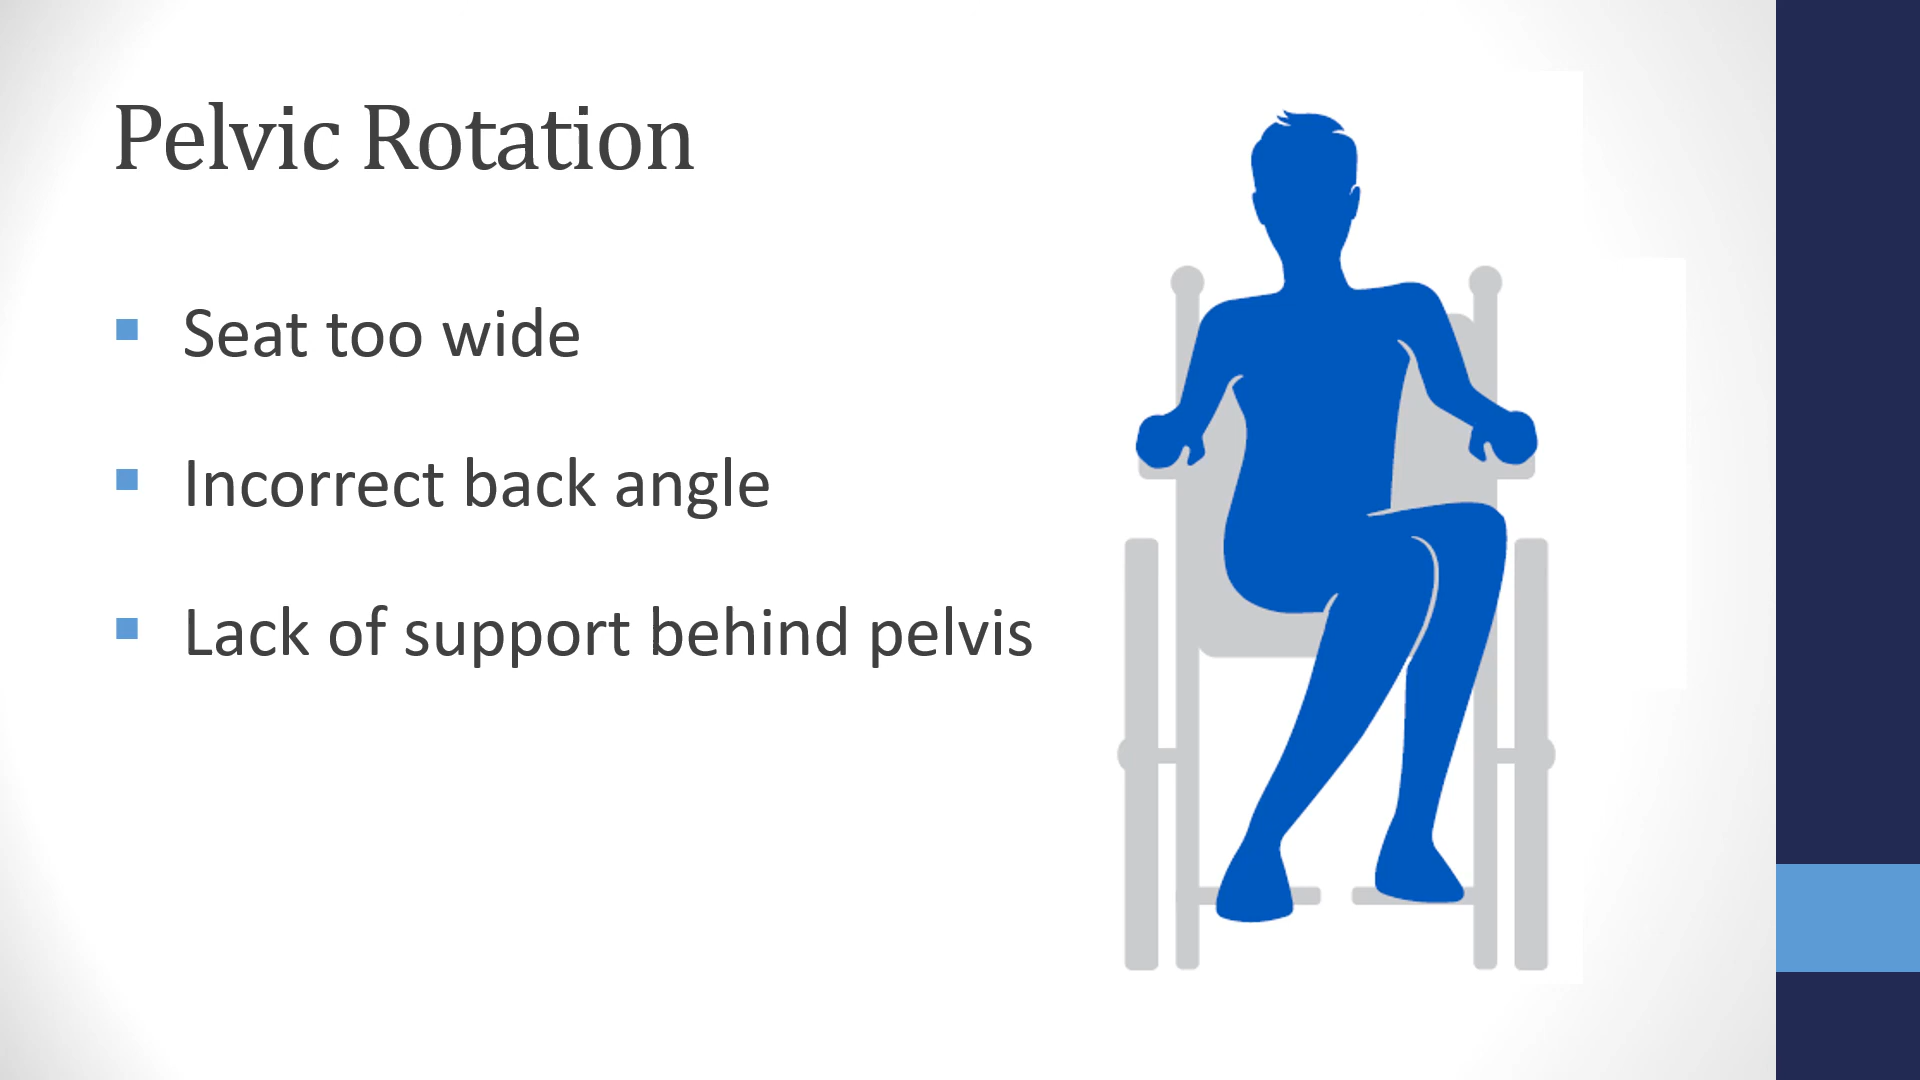 Pelvic Rotation
Seat too wide
Incorrect back angle
Lack of support behind pelvis